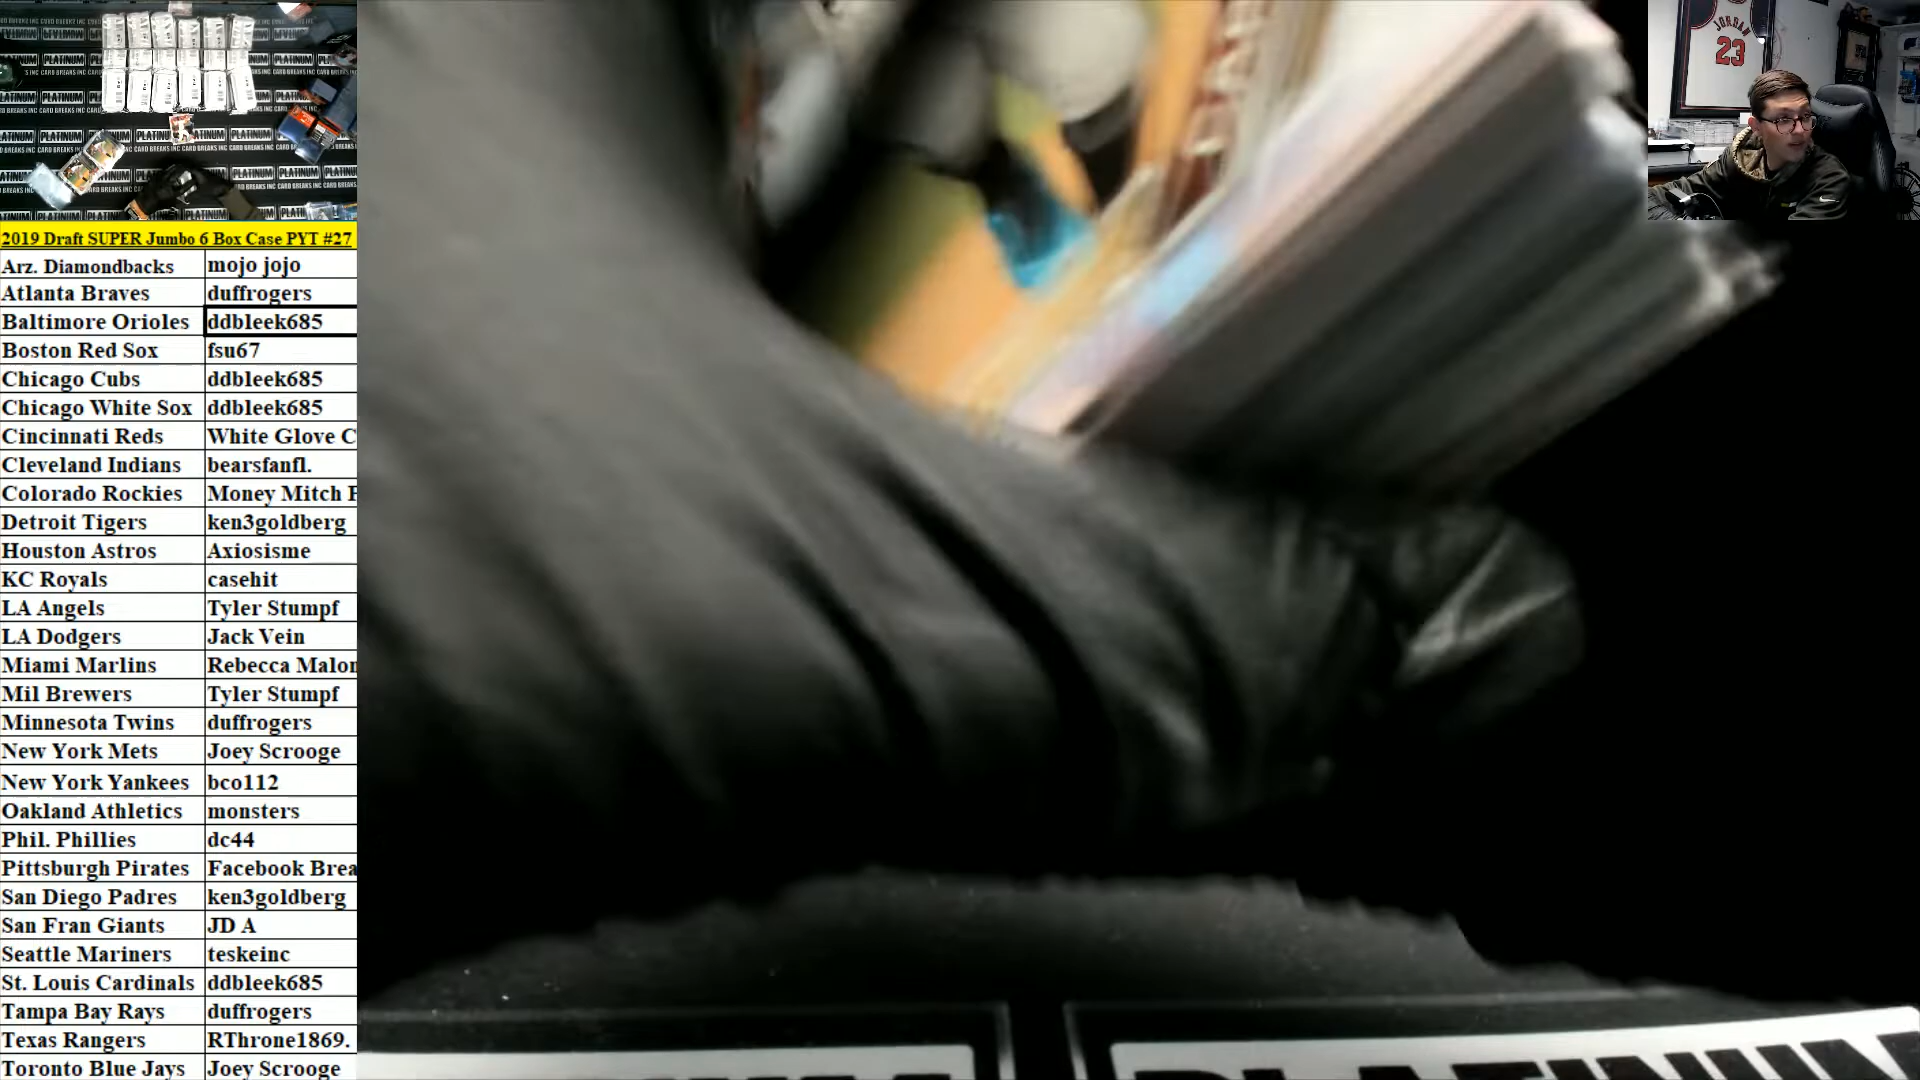 2019 Draft SUPER Jumbo 6 Box Case PYT #27
Arz. Diamondbacks mojo jojo
Atlanta Braves duffrogers
Baltimore Orioles ddbleek685
Boston Red Sox fsu67
Chicago Cubs ddbleek685
Chicago White Sox ddbleek685
Cincinnati Reds White Glove C
Cleveland Indians bearsfanfl.
Colorado Rockies Money Mitch
Detroit Tigers ken3goldberg
Houston Astros Axiosisme
KC Royals casehit
LA Angels Tyler Stumpf
LA Dodgers Jack Vein
Miami Marlins Rebecca Malon
Mil Brewers Tyler Stumpf
Minnesota Twins duffrogers
New York Mets Joey Scrooge
New York Yankees bco112
Oakland Athletics monsters
Phil. Phillies dc44
Pittsburgh Pirates Facebook Brea
San Diego Padres ken3goldberg
San Fran Giants JD A
Seattle Mariners teskeinc
St. Louis Cardinals ddbleek685
Tampa Bay Rays duffrogers
Texas Rangers RThrone1869.
Toronto Blue Jays Joey Scrooge
JORDAN
23
PLATINUM